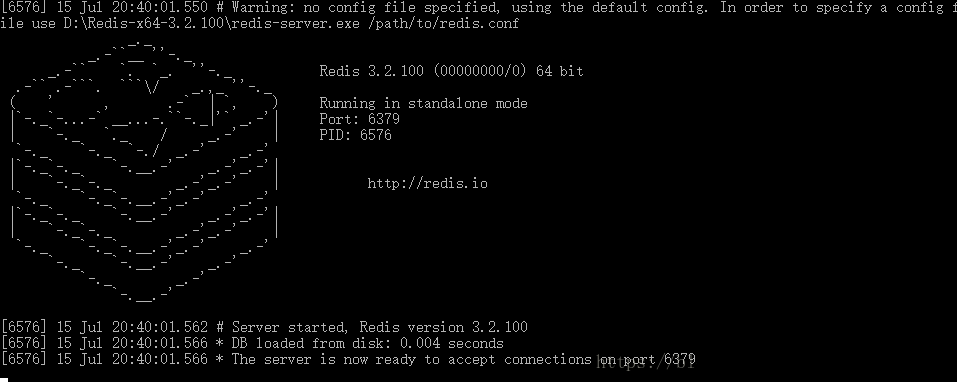 [6576] 15 Jul 20:40:01.550 # Warning: no config file specified, using the default config. In order to specify a config f
ile use D:\Redis-x64-3.2.100\redis-server.exe /path/to/redis.conf
Redis 3.2.100 (00000000/0) 64 bit
Running in standalone mode
Port: 6379
PID: 6576
http://redis.io
[6576] 15 Jul 20:40:01.562 # Server started, Redis version 3.2.100
[6576] 15 Jul 20:40:01.566 * DB loaded from disk: 0.004 seconds
[6576] 15 Jul 20:40:01.566 * The server is now ready to accept connections on port 6379
https://bl